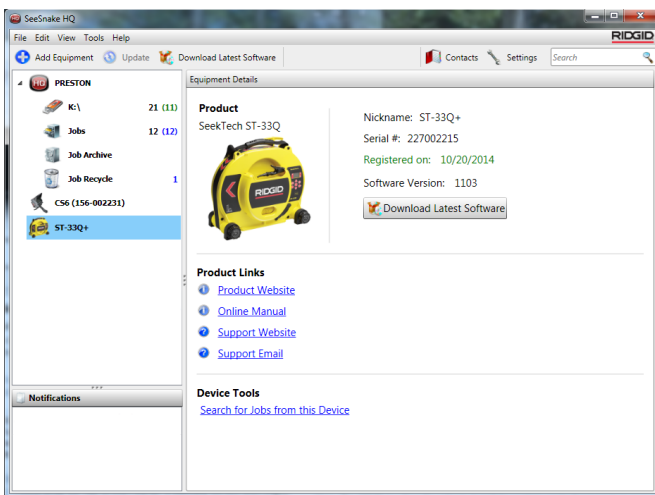 SeeSnake HQ
File Edit View Tools Help
RIDGID
Add Equipment Update Download Latest Software Contacts Settings Search
PRESTON
K:\ 21 (11)
Jobs 12 (12)
Job Archive
Job Recycle 1
CS6 (156-002231)
ST-33Q+
Notifications
Equipment Details
Product
SeekTech ST-33Q
RIDGID
Nickname: ST-33Q+
Serial #: 227002215
Registered on: 10/20/2014
Software Version: 1103
Download Latest Software
Product Links
Product Website
Online Manual
Support Website
Support Email
Device Tools
Search for Jobs from this Device